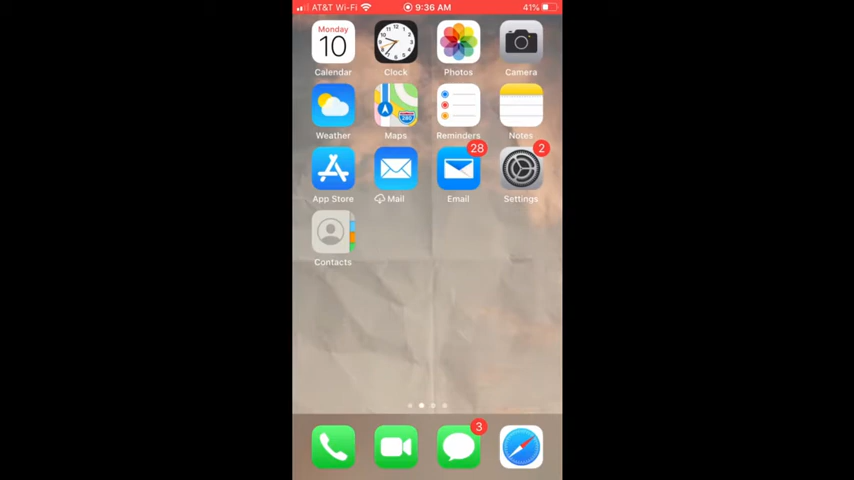 AT&T Wi-Fi 9:36 AM 41%
Monday
10
Calendar Clock Photos Camera
280
Weather Maps Reminders Notes
28 2
App Store Mail Email Settings
Contacts
3